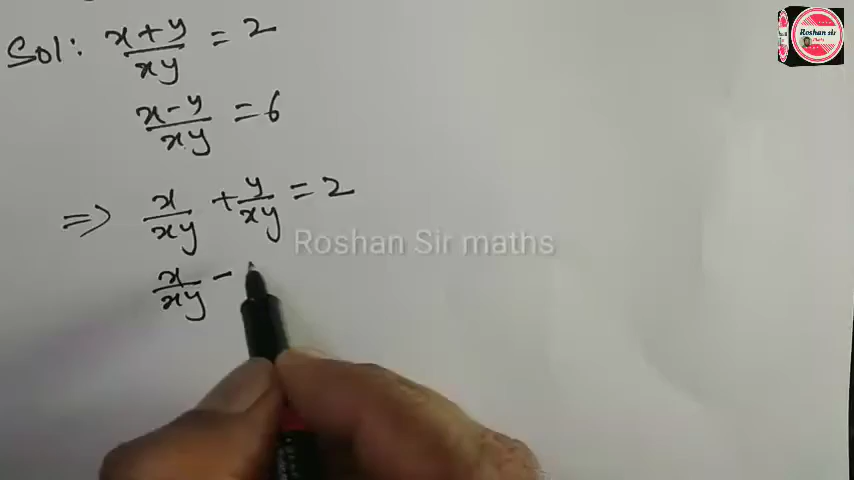 Sol: x + y / xy = 2
x - y / xy = 6
⇒ x/xy + y/xy = 2
x/xy -
Roshan Sir maths
Roshan sir